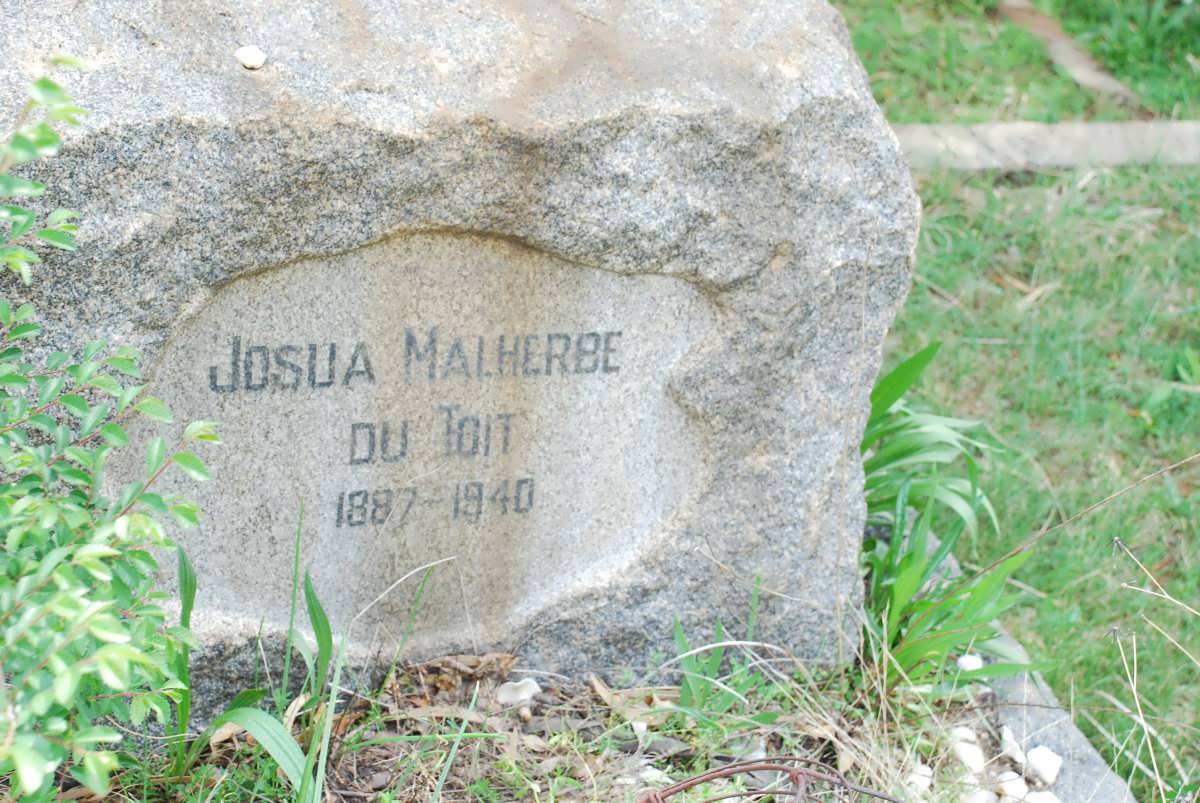 JOSUA MALHERBE
DU TOIT
1887-1940